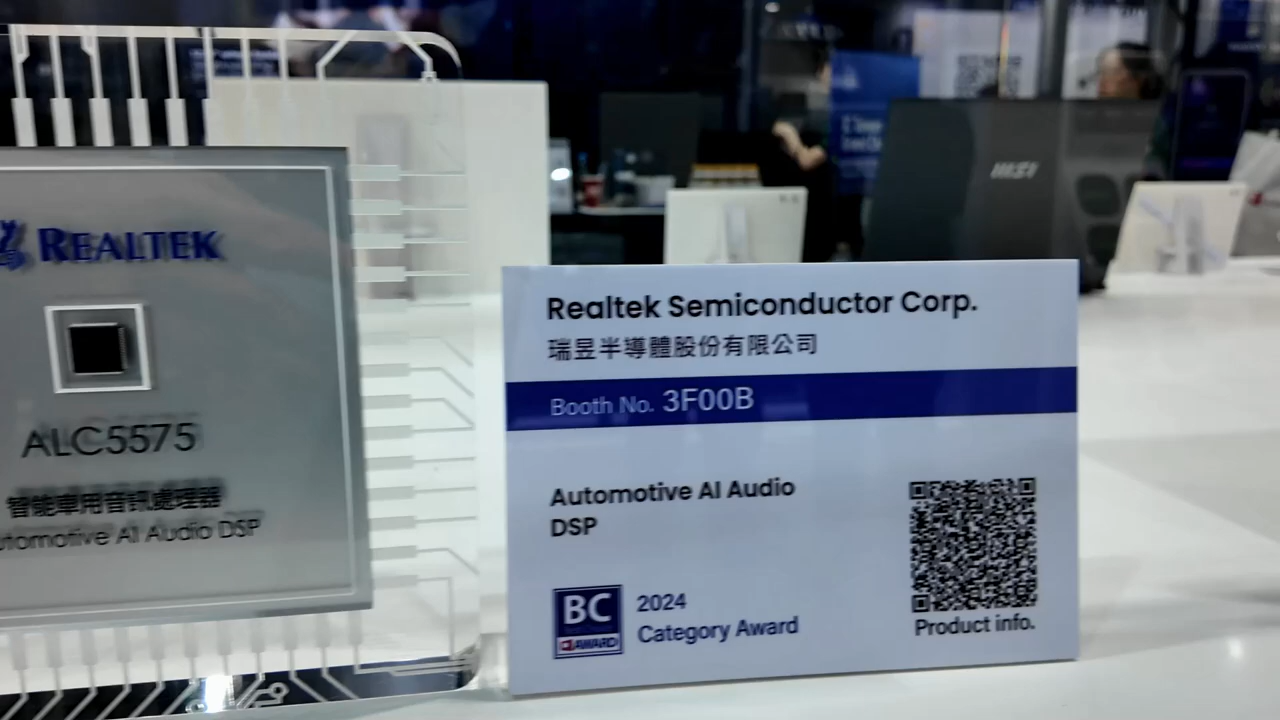 REALTEK
ALC5575
智能車用音訊處理器
utomotive AI Audio DSP
Realtek Semiconductor Corp.
瑞昱半導體股份有限公司
Booth No. 3F00B
Automotive AI Audio
DSP
BC
AWARD
2024
Category Award
Product info.
msi